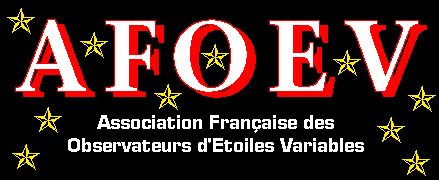 AFOEV
Association Française des
Observateurs d'Etoiles Variables